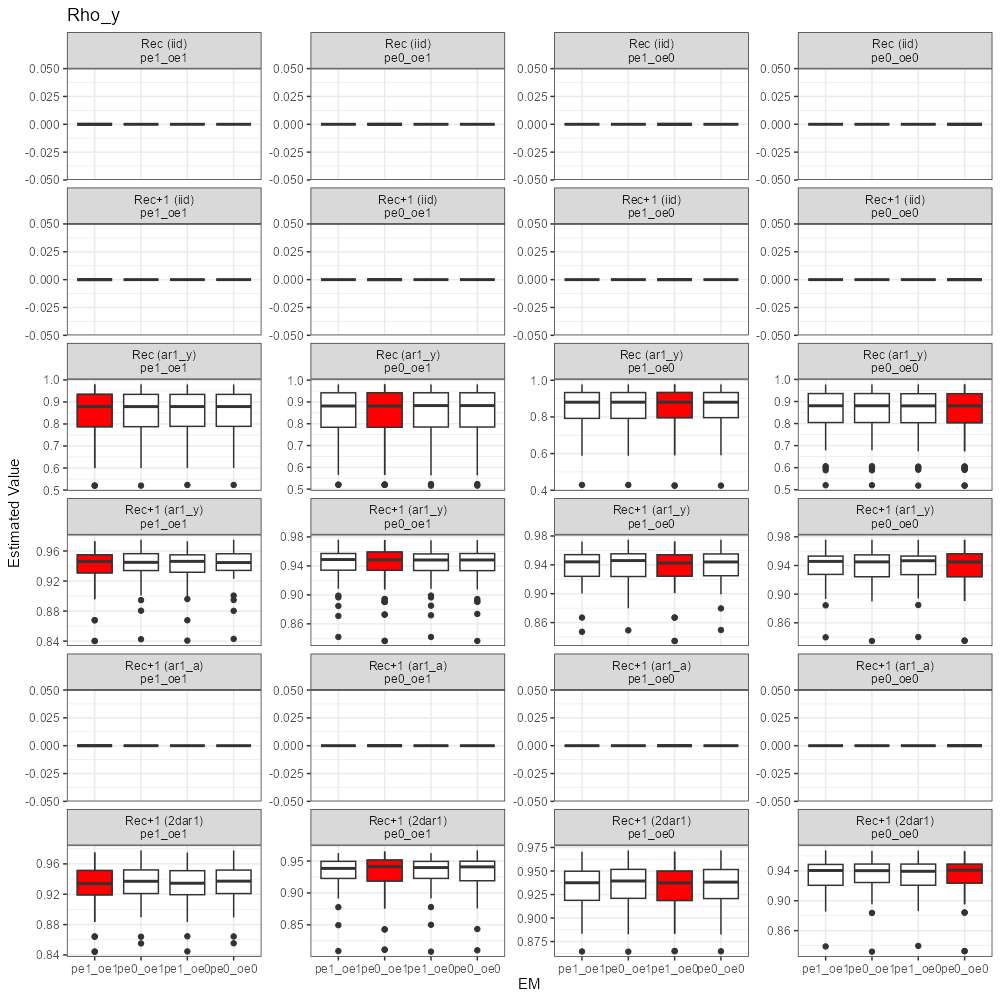 Rho_y
Rec (iid)
pe1_oe1
Rec (iid)
pe0_oe1
Rec (iid)
pe1_oe0
Rec (iid)
pe0_oe0
0.050
0.025
0.000
-0.025
-0.050
0.050
0.025
0.000
-0.025
-0.050
0.050
0.025
0.000
-0.025
-0.050
0.050
0.025
0.000
-0.025
-0.050
Rec+1 (iid)
pe1_oe1
Rec+1 (iid)
pe0_oe1
Rec+1 (iid)
pe1_oe0
Rec+1 (iid)
pe0_oe0
0.050
0.025
0.000
-0.025
-0.050
0.050
0.025
0.000
-0.025
-0.050
0.050
0.025
0.000
-0.025
-0.050
0.050
0.025
0.000
-0.025
-0.050
Rec (ar1_y)
pe1_oe1
Rec (ar1_y)
pe0_oe1
Rec (ar1_y)
pe1_oe0
Rec (ar1_y)
pe0_oe0
1.0
0.9
0.8
0.7
0.6
0.5
1.0
0.9
0.8
0.7
0.6
0.5
1.0
0.8
0.6
0.4
1.0
0.9
0.8
0.7
0.6
0.5
Estimated Value
Rec+1 (ar1_y)
pe1_oe1
Rec+1 (ar1_y)
pe0_oe1
Rec+1 (ar1_y)
pe1_oe0
Rec+1 (ar1_y)
pe0_oe0
0.96
0.92
0.88
0.84
0.98
0.94
0.90
0.86
0.98
0.94
0.90
0.86
0.98
0.94
0.90
0.86
Rec+1 (ar1_a)
pe1_oe1
Rec+1 (ar1_a)
pe0_oe1
Rec+1 (ar1_a)
pe1_oe0
Rec+1 (ar1_a)
pe0_oe0
0.050
0.025
0.000
-0.025
-0.050
0.050
0.025
0.000
-0.025
-0.050
0.050
0.025
0.000
-0.025
-0.050
0.050
0.025
0.000
-0.025
-0.050
Rec+1 (2dar1)
pe1_oe1
Rec+1 (2dar1)
pe0_oe1
Rec+1 (2dar1)
pe1_oe0
Rec+1 (2dar1)
pe0_oe0
0.96
0.92
0.88
0.84
0.95
0.90
0.85
0.975
0.950
0.925
0.900
0.875
0.94
0.90
0.86
pe1_oe1pe0_oe1pe1_oe0pe0_oe0
pe1_oe1pe0_oe1pe1_oe0pe0_oe0
pe1_oe1pe0_oe1pe1_oe0pe0_oe0
pe1_oe1pe0_oe1pe1_oe0pe0_oe0
EM